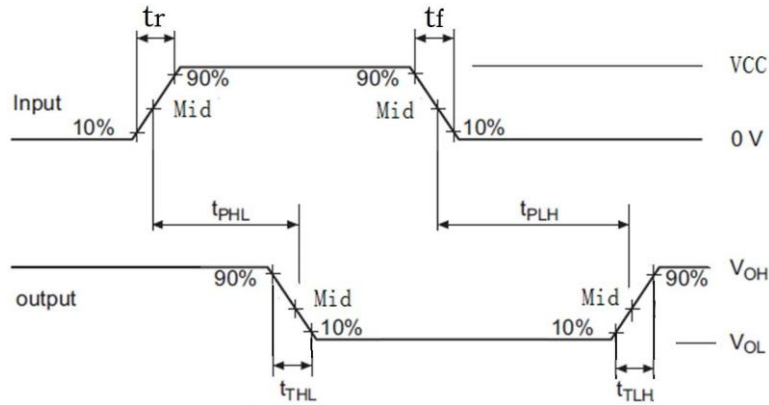 tr tf
90% 90% VCC
Input Mid Mid
10% 10% 0 V
tPHL tPLH
90% 90% VOH
output Mid Mid
10% 10% VOL
tTHL tTLH